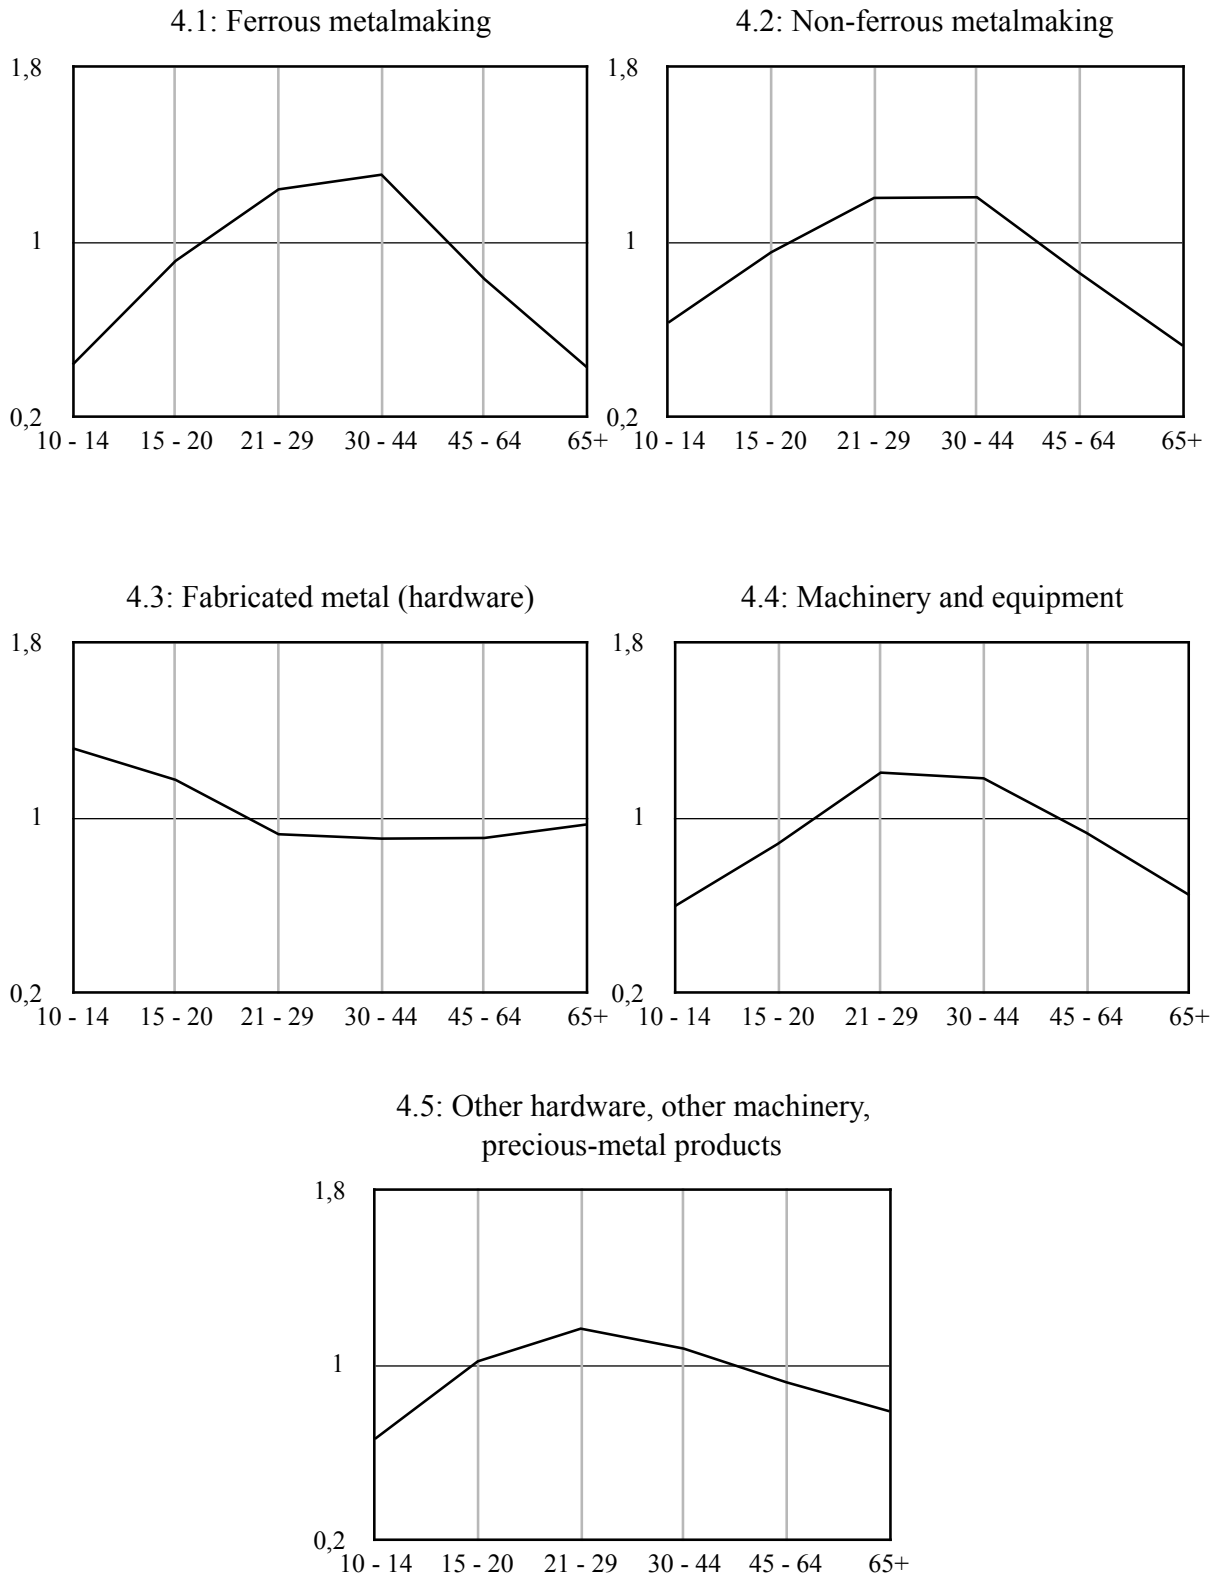 4.1: Ferrous metalmaking
1,8
1
0,2
10 - 14 15 - 20 21 - 29 30 - 44 45 - 64 65+
4.2: Non-ferrous metalmaking
1,8
1
0,2
10 - 14 15 - 20 21 - 29 30 - 44 45 - 64 65+
4.3: Fabricated metal (hardware)
1,8
1
0,2
10 - 14 15 - 20 21 - 29 30 - 44 45 - 64 65+
4.4: Machinery and equipment
1,8
1
0,2
10 - 14 15 - 20 21 - 29 30 - 44 45 - 64 65+
4.5: Other hardware, other machinery,
precious-metal products
1,8
1
0,2
10 - 14 15 - 20 21 - 29 30 - 44 45 - 64 65+